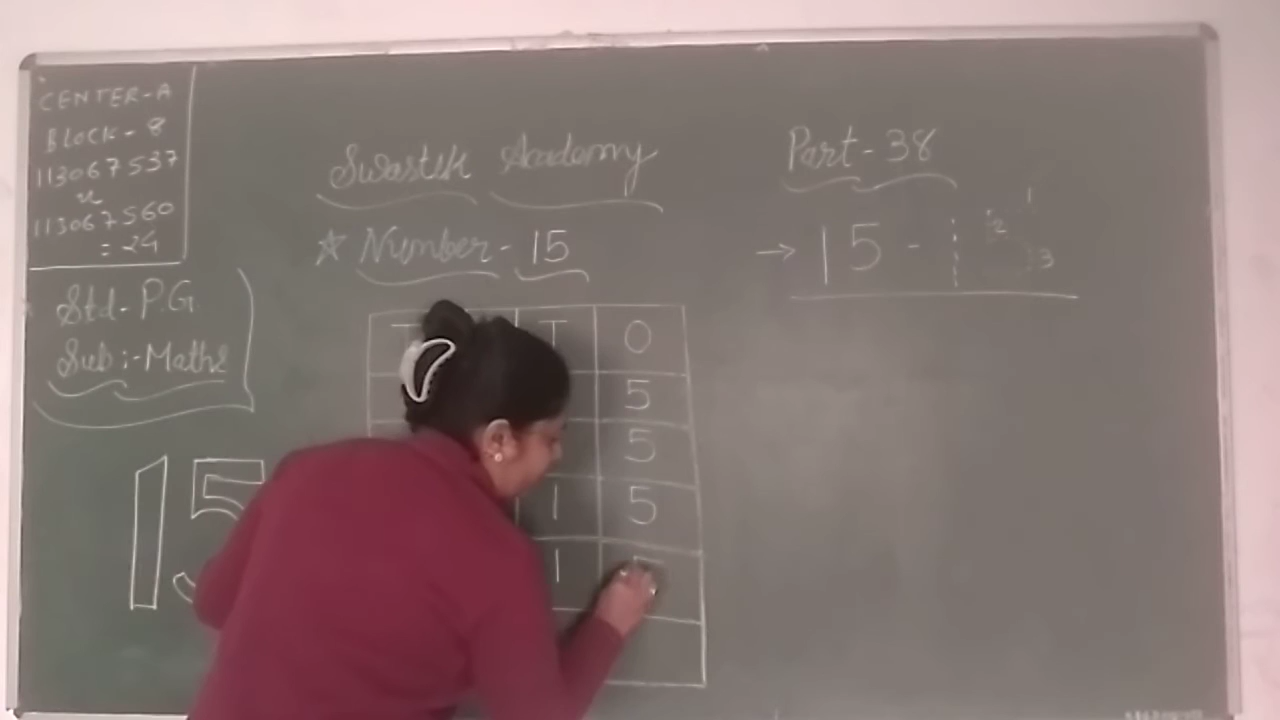 CENTER-A
BLOCK-8
113067537
113067560
= 24
Std- P.G.
Sub :- Maths
Swastik Academy
Part-38
☆ Number - 15
→ 15 - 1 2 3
T T O
5
5
1 5
1 5
15